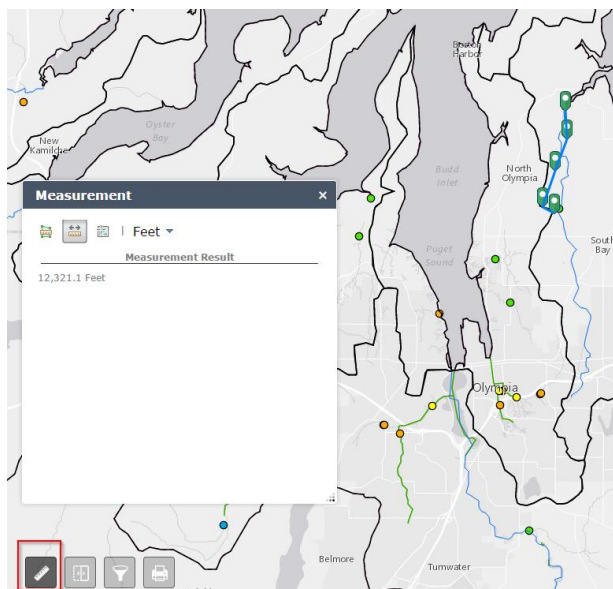 Boston
Harbor
Oyster
Bay
New
Kamilche
Budd
Inlet
North
Olympia
Measurement
Feet
Measurement Result
12,321.1 Feet
South
Bay
Puget
Sound
Olympia
Belmore
Tumwater